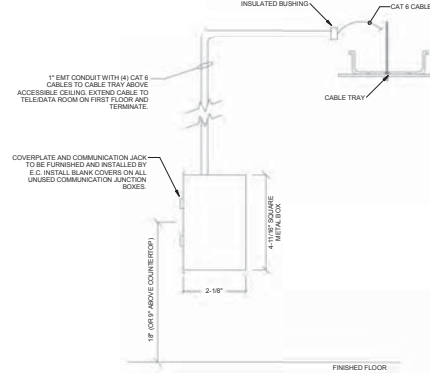 INSULATED BUSHING
CAT 6 CABLE
1" EMT CONDUIT WITH (4) CAT 6
CABLES TO CABLE TRAY ABOVE
ACCESSIBLE CEILING. EXTEND CABLE TO
TELE/DATA ROOM ON FIRST FLOOR AND
TERMINATE.
CABLE TRAY
COVERPLATE AND COMMUNICATION JACK
TO BE FURNISHED AND INSTALLED BY
E.C. INSTALL BLANK COVERS ON ALL
UNUSED COMMUNICATION JUNCTION
BOXES.
4-11/16" SQUARE
METAL BOX
2-1/8"
18" (OR 9" ABOVE COUNTERTOP)
FINISHED FLOOR